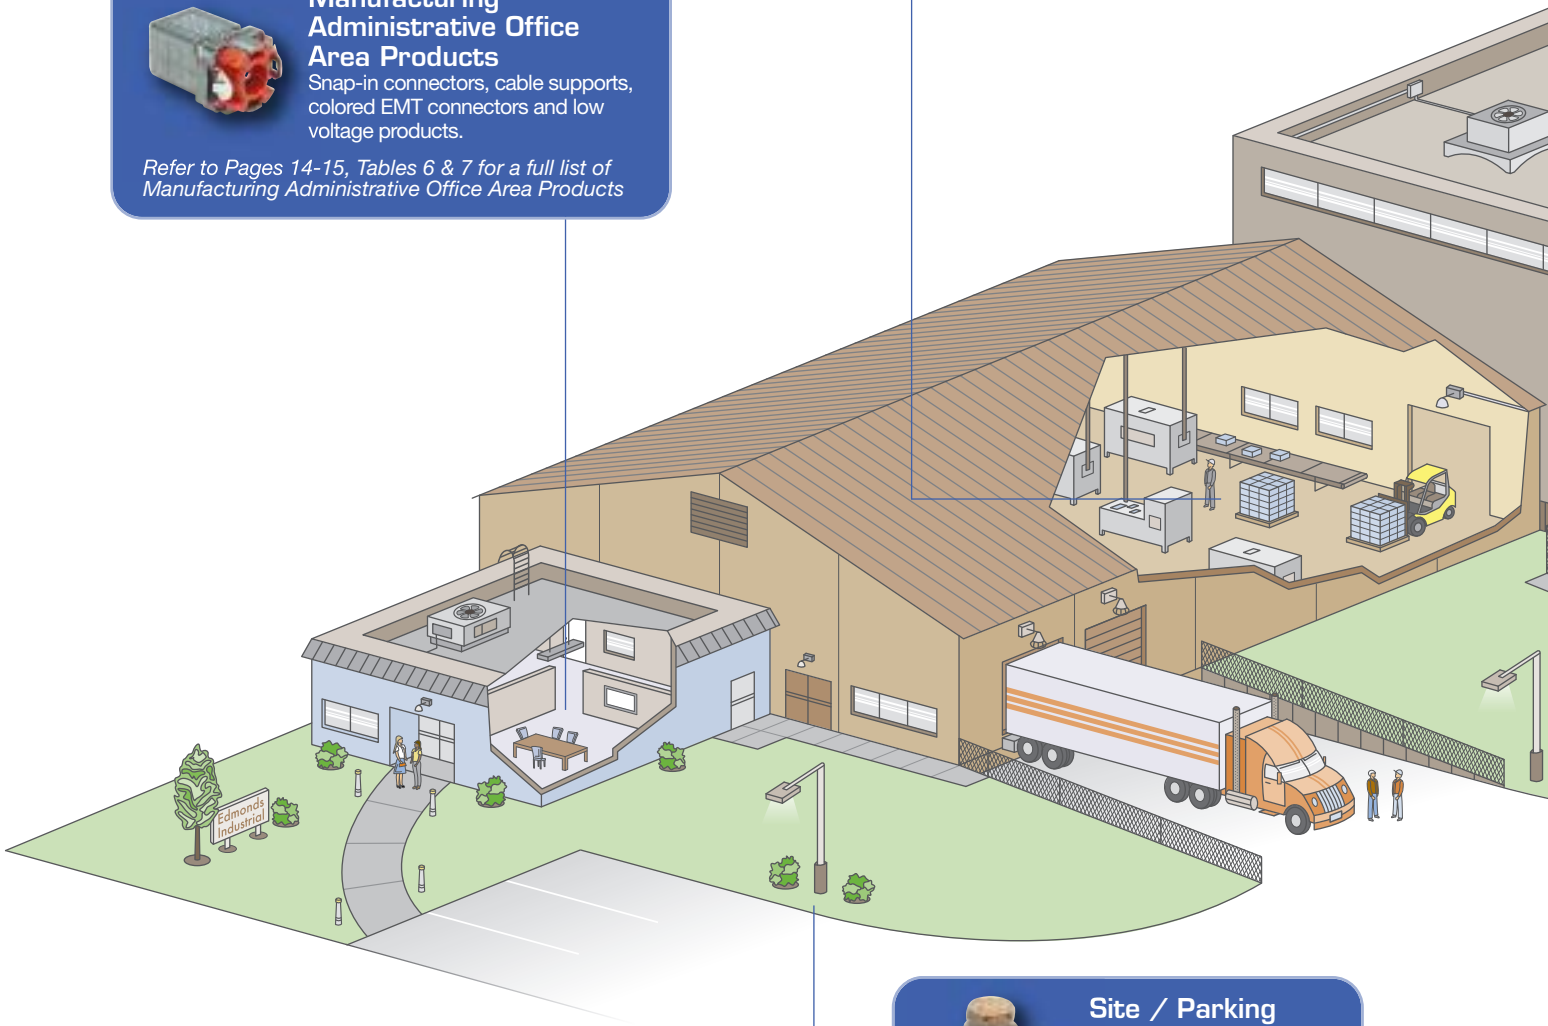 Manufacturing
Administrative Office
Area Products
Snap-in connectors, cable supports,
colored EMT connectors and low
voltage products.
Refer to Pages 14-15, Tables 6 & 7 for a full list of
Manufacturing Administrative Office Area Products
Edmonds
Industrial
Site / Parking